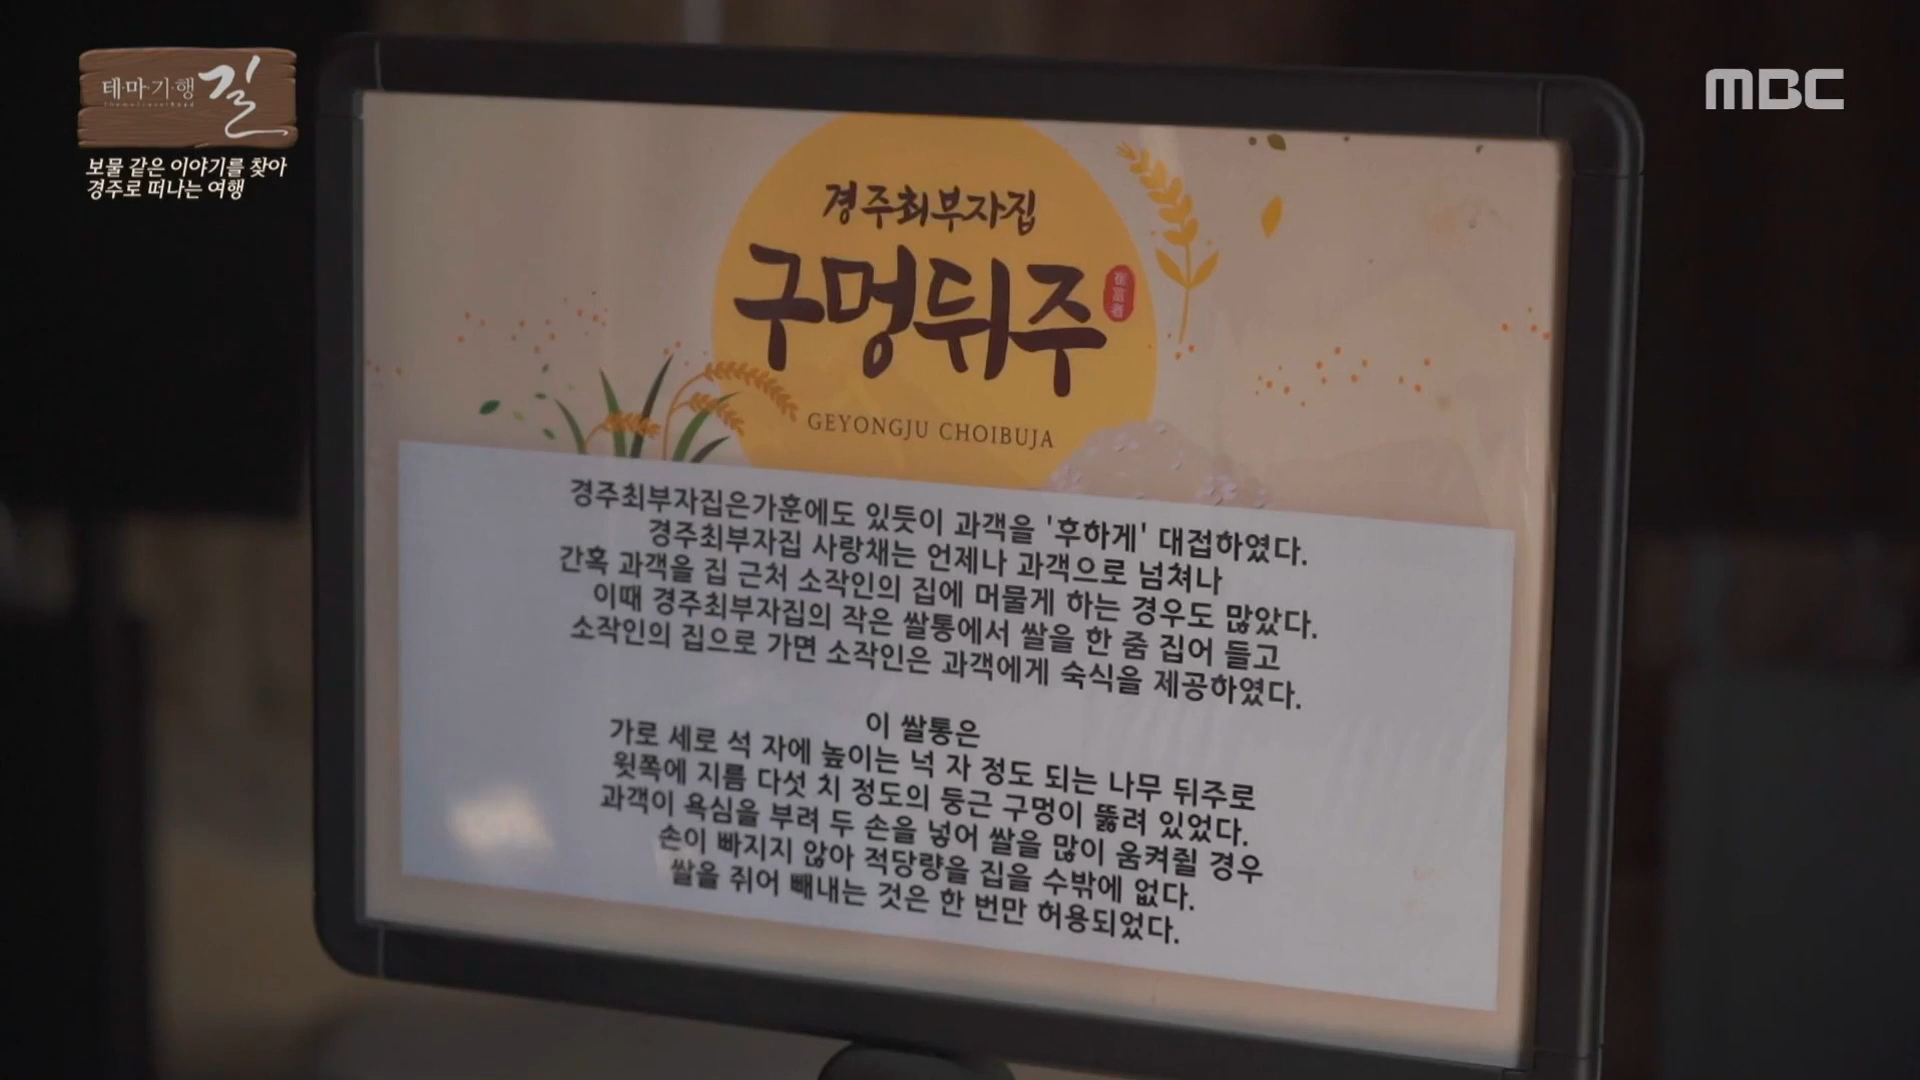 테·마·기·행 길
보물 같은 이야기를 찾아
경주로 떠나는 여행
MBC
경주최부자집
구멍뒤주
崔富者
GEYONGJU CHOIBUJA
경주최부자집은가훈에도 있듯이 과객을 '후하게' 대접하였다.
경주최부자집 사랑채는 언제나 과객으로 넘쳐나
간혹 과객을 집 근처 소작인의 집에 머물게 하는 경우도 많았다.
이때 경주최부자집의 작은 쌀통에서 쌀을 한 줌 집어 들고
소작인의 집으로 가면 소작인은 과객에게 숙식을 제공하였다.
이 쌀통은
가로 세로 석 자에 높이는 넉 자 정도 되는 나무 뒤주로
윗쪽에 지름 다섯 치 정도의 둥근 구멍이 뚫려 있었다.
과객이 욕심을 부려 두 손을 넣어 쌀을 많이 움켜쥘 경우
손이 빠지지 않아 적당량을 집을 수밖에 없다.
쌀을 쥐어 빼내는 것은 한 번만 허용되었다.